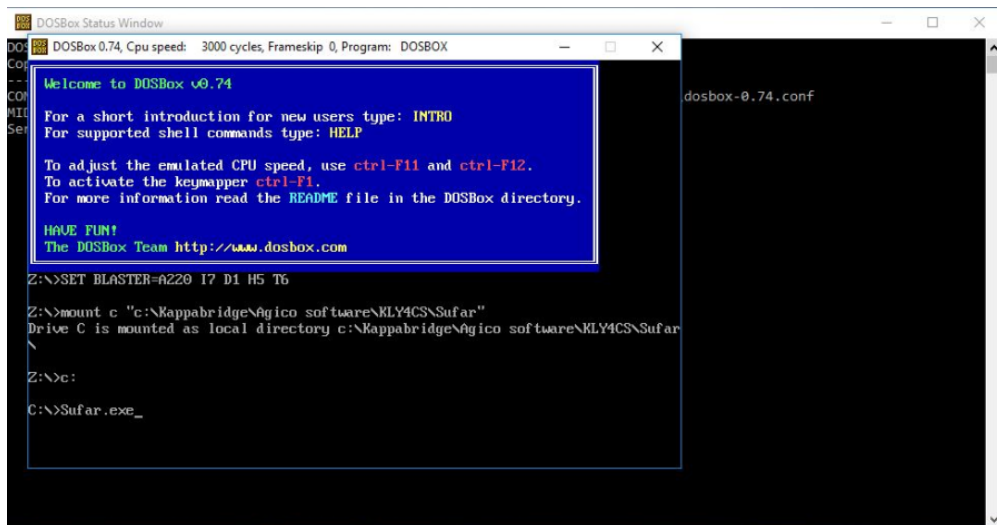 DOSBox Status Window
DOSBox 0.74, Cpu speed: 3000 cycles, Frameskip 0, Program: DOSBOX
Welcome to DOSBox v0.74
For a short introduction for new users type: INTRO
For supported shell commands type: HELP
To adjust the emulated CPU speed, use ctrl-F11 and ctrl-F12.
To activate the keymapper ctrl-F1.
For more information read the README file in the DOSBox directory.
HAVE FUN!
The DOSBox Team http://www.dosbox.com
dosbox-0.74.conf
Z:\>SET BLASTER=A220 I7 D1 H5 T6
Z:\>mount c "c:\Kappabridge\Agico software\KLY4CS\Sufar"
Drive C is mounted as local directory c:\Kappabridge\Agico software\KLY4CS\Sufar
\
Z:\>c:
C:\>Sufar.exe_